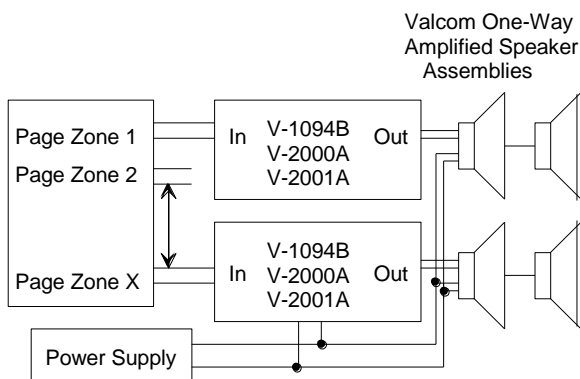 Valcom One-Way
Amplified Speaker
Assemblies
Page Zone 1
Page Zone 2
Page Zone X
In
V-1094B
V-2000A
V-2001A
Out
In
V-1094B
V-2000A
V-2001A
Out
Power Supply